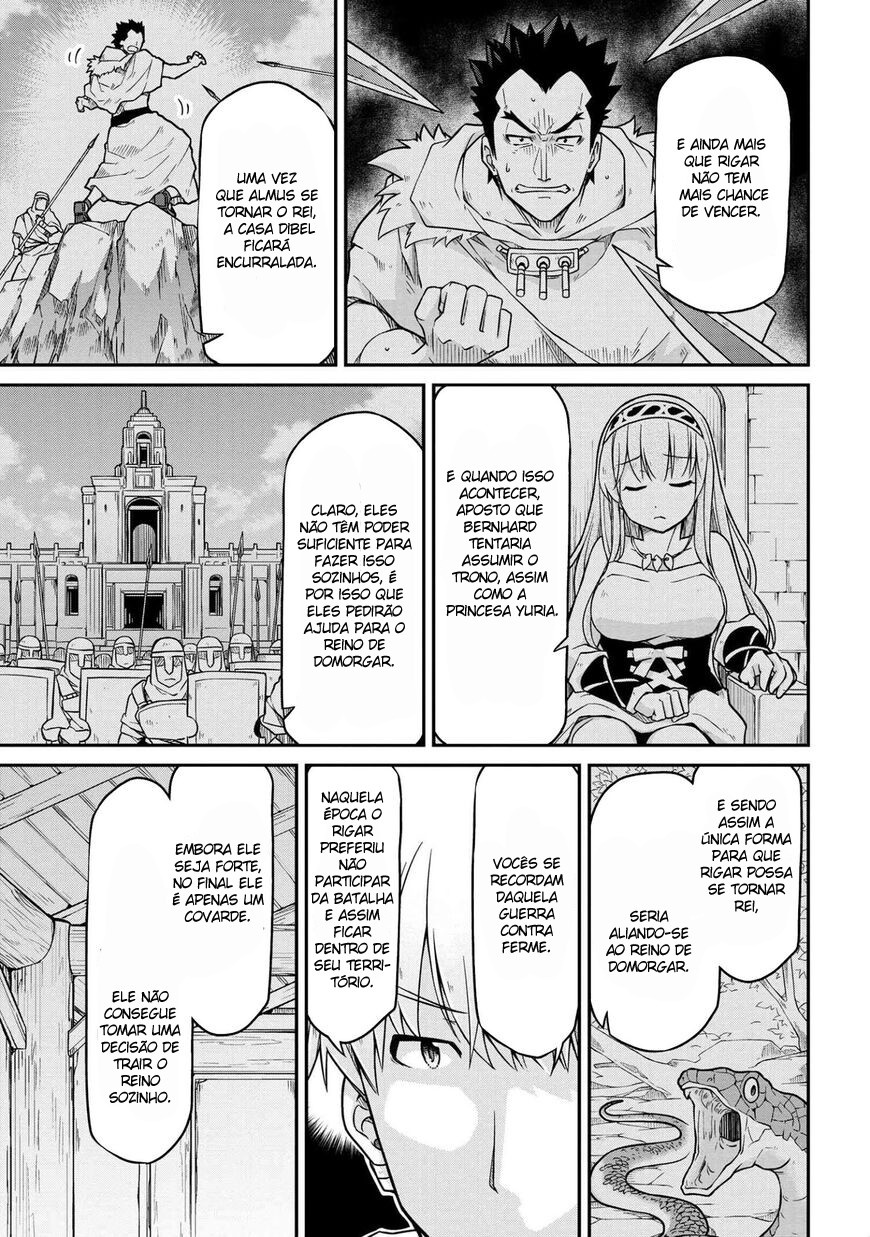 E AINDA MAIS
QUE RIGAR
NÃO TEM
MAIS CHANCE
DE VENCER.
UMA VEZ
QUE ALMUS SE
TORNAR O REI,
A CASA DIBEL
FICARÁ
ENCURRALADA.
E QUANDO ISSO
ACONTECER,
APOSTO QUE
BERNHARD
TENTARIA
ASSUMIR O
TRONO, ASSIM
COMO A
PRINCESA YURIA.
CLARO, ELES
NÃO TÊM PODER
SUFICIENTE PARA
FAZER ISSO
SOZINHOS, É
POR ISSO QUE
ELES PEDIRÃO
AJUDA PARA O
REINO DE
DOMORGAR.
E SENDO
ASSIM A
ÚNICA FORMA
PARA QUE
RIGAR POSSA
SE TORNAR
REI,
SERIA
ALIANDO-SE
AO REINO DE
DOMORGAR.
VOCÊS SE
RECORDAM
DAQUELA
GUERRA
CONTRA
FERME.
NAQUELA
ÉPOCA O
RIGAR
PREFERIU
NÃO
PARTICIPAR
DA BATALHA
E ASSIM
FICAR
DENTRO DE
SEU TERRI-
TÓRIO.
EMBORA ELE
SEJA FORTE,
NO FINAL ELE
É APENAS UM
COVARDE.
ELE NÃO
CONSEGUE
TOMAR UMA
DECISÃO DE
TRAIR O
REINO
SOZINHO.